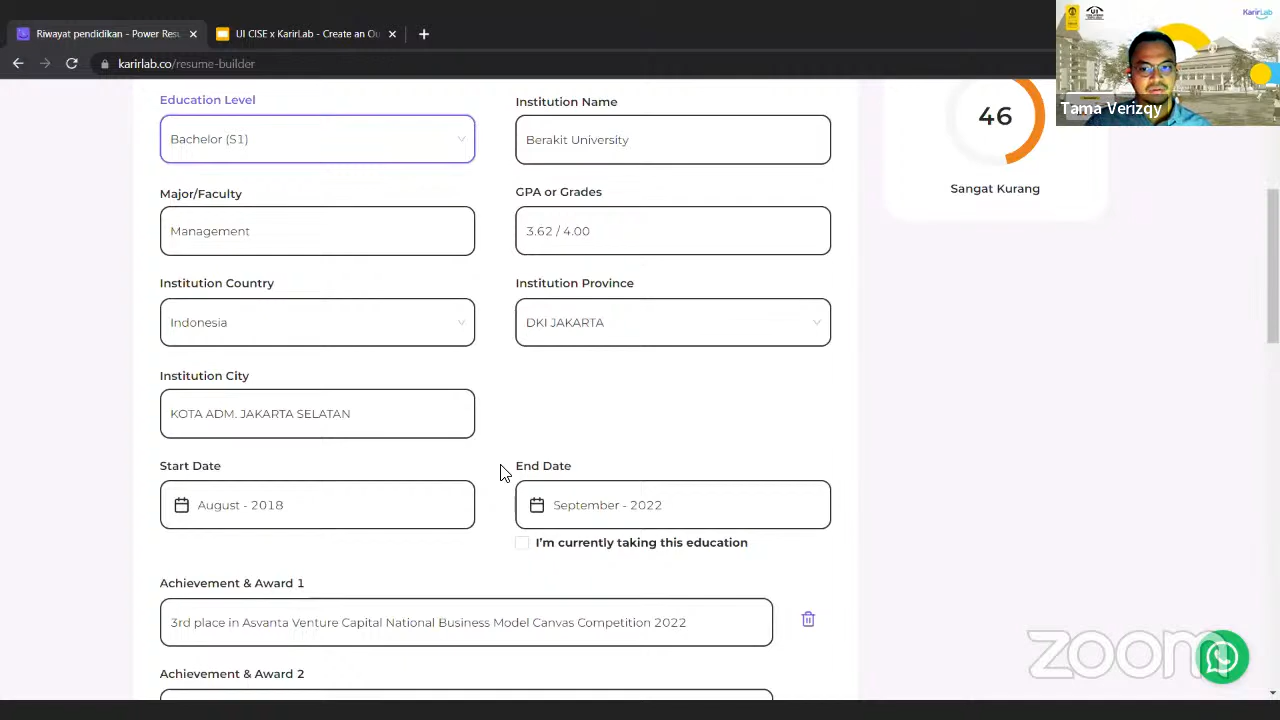 Riwayat pendidikan - Power Resu
UI CISE x KarirLab - Create an Ou
karirlab.co/resume-builder
KarirLab
UI
Tama Verizqy
Education Level
Institution Name
Bachelor (S1)
Berakit University
46
Sangat Kurang
Major/Faculty
GPA or Grades
Management
3.62 / 4.00
Institution Country
Institution Province
Indonesia
DKI JAKARTA
Institution City
KOTA ADM. JAKARTA SELATAN
Start Date
End Date
August - 2018
September - 2022
I'm currently taking this education
Achievement & Award 1
3rd place in Asvanta Venture Capital National Business Model Canvas Competition 2022
Achievement & Award 2
zoom